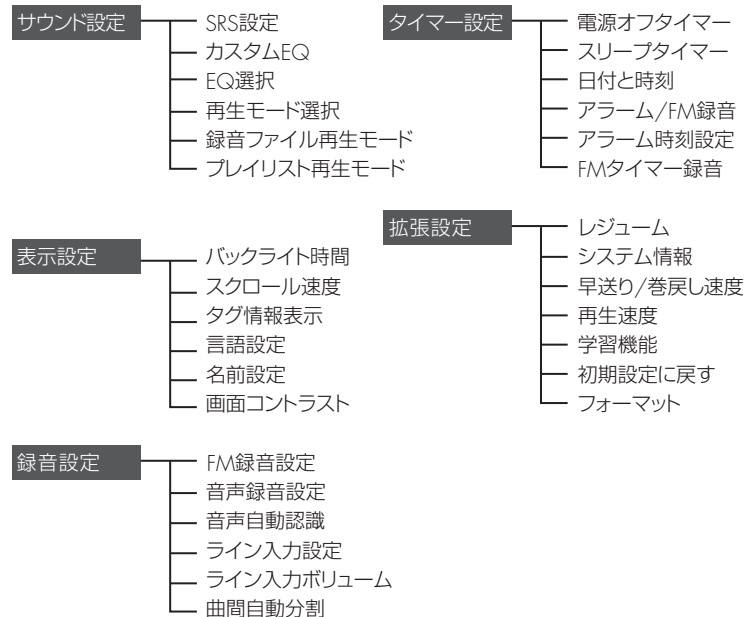 サウンド設定
SRS設定
カスタムEQ
EQ選択
再生モード選択
録音ファイル再生モード
プレイリスト再生モード
タイマー設定
電源オフタイマー
スリープタイマー
日付と時刻
アラーム/FM録音
アラーム時刻設定
FMタイマー録音
表示設定
バックライト時間
スクロール速度
タグ情報表示
言語設定
名前設定
画面コントラスト
拡張設定
レジューム
システム情報
早送り/巻戻し速度
再生速度
学習機能
初期設定に戻す
フォーマット
録音設定
FM録音設定
音声録音設定
音声自動認識
ライン入力設定
ライン入力ボリューム
曲間自動分割